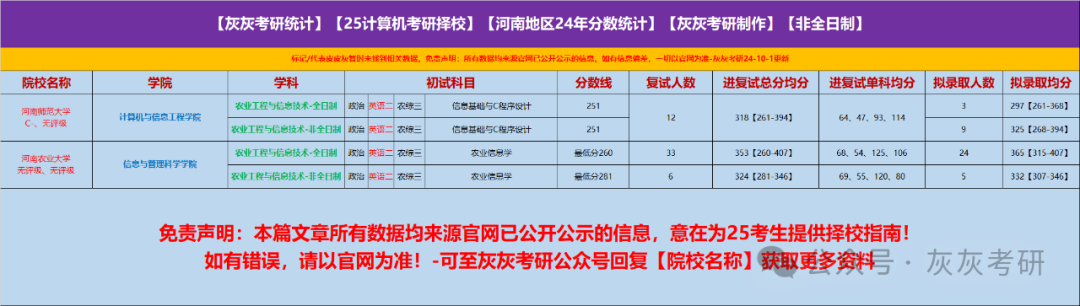 【灰灰考研统计】【25计算机考研择校】【河南地区24年分数统计】【灰灰考研制作】【非全日制】
标记/代表皮皮灰暂时未找到相关数据，免责声明：所有数据均来源官网已公开公示的信息，如有信息偏差，一切以官网为准-灰灰考研24-10-1更新
院校名称 学院 学科 初试科目 分数线 复试人数 进复试总分均分 进复试单科均分 拟录取人数 拟录取均分
河南师范大学 C-、无评级 计算机与信息工程学院 农业工程与信息技术-全日制 政治 英语二 农综三 信息基础与C程序设计 251 12 318【261-394】 64、47、93、114 3 297【261-368】
农业工程与信息技术-非全日制 政治 英语二 农综三 信息基础与C程序设计 251 9 325【268-394】
河南农业大学 无评级、无评级 信息与管理科学学院 农业工程与信息技术-全日制 政治 英语二 农综三 农业信息学 最低分260 33 353【260-407】 68、54、125、106 24 365【315-407】
农业工程与信息技术-非全日制 政治 英语二 农综三 农业信息学 最低分281 6 324【281-346】 69、55、120、80 5 332【307-346】
免责声明：本篇文章所有数据均来源官网已公开公示的信息，意在为25考生提供择校指南！
如有错误，请以官网为准！-可至灰灰考研公众号回复【院校名称】获取更多资料
公众号·灰灰考研